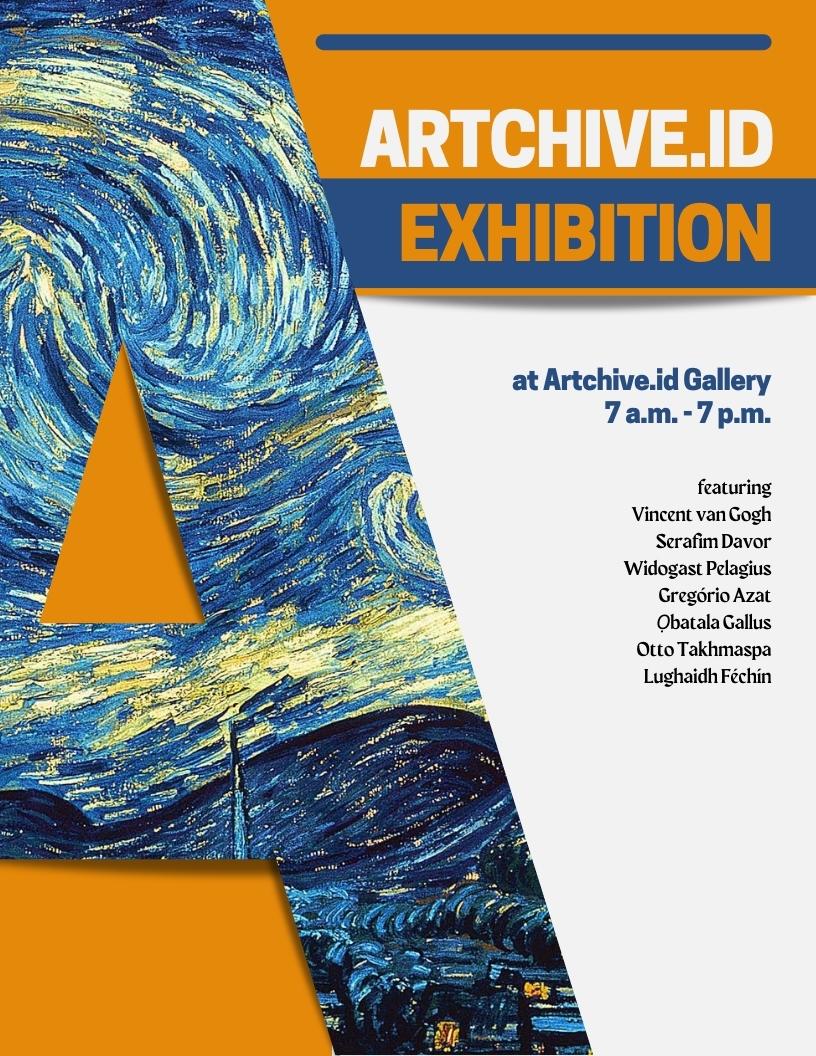 ARTCHIVE.ID
EXHIBITION
at Artchive.id Gallery
7 a.m. - 7 p.m.
featuring
Vincent van Gogh
Serafim Davor
Widogast Pelagius
Gregório Azat
Ọbatala Gallus
Otto Takhmaspa
Lughaidh Féchín